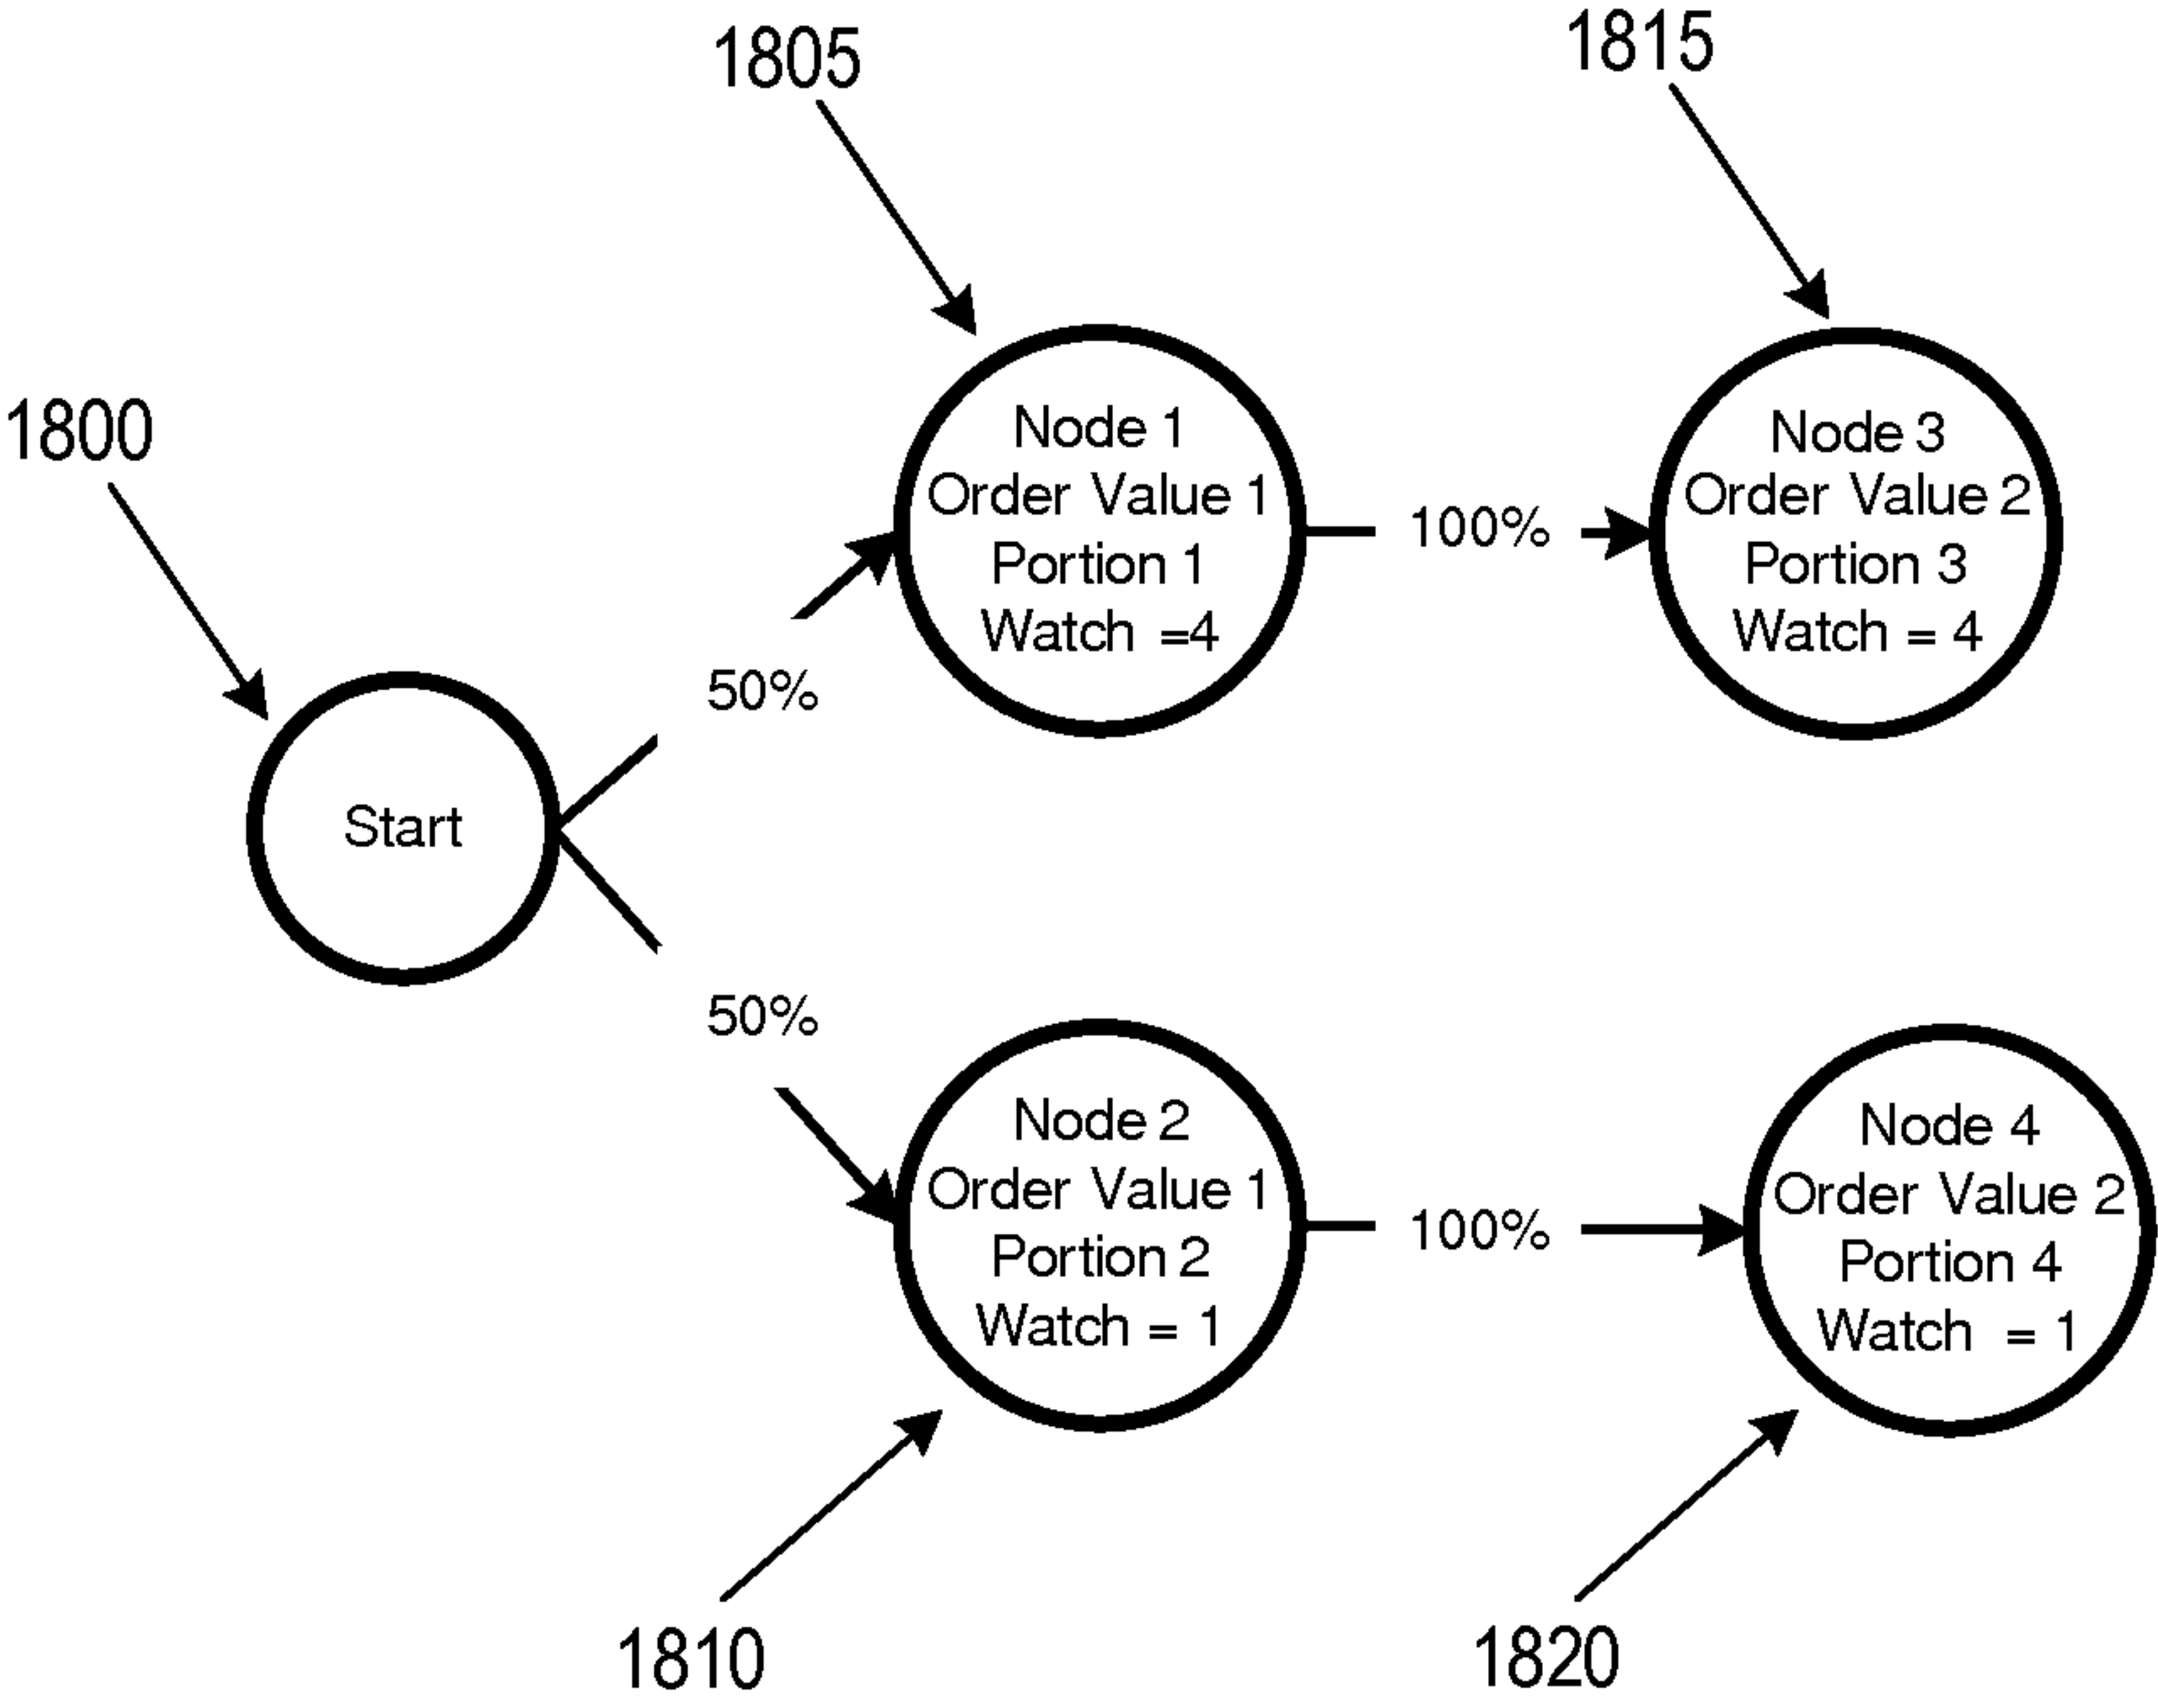 1805
1815
1800
Node 1
Order Value 1
Portion 1
Watch =4
100%
Node 3
Order Value 2
Portion 3
Watch = 4
50%
Start
50%
Node 2
Order Value 1
Portion 2
Watch = 1
100%
Node 4
Order Value 2
Portion 4
Watch = 1
1810
1820